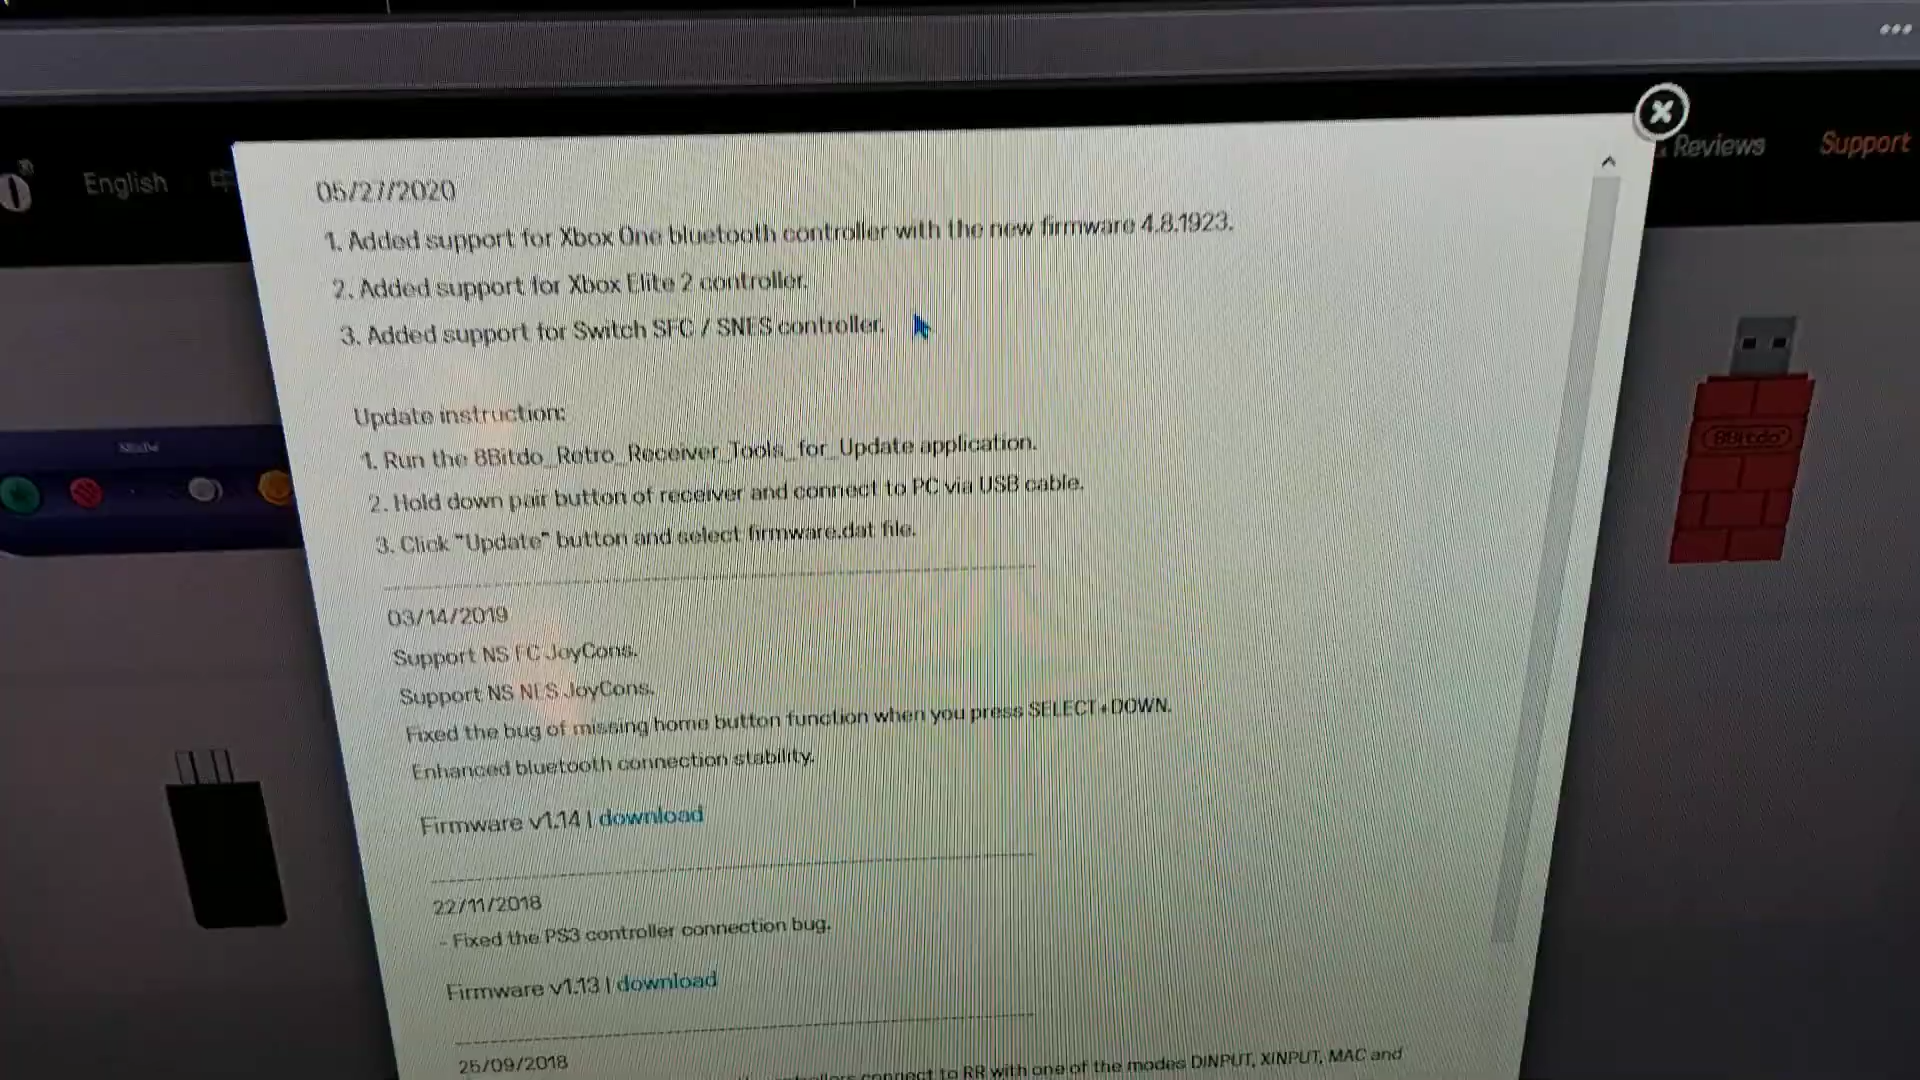 English 中
Reviews Support
05/27/2020
1. Added support for Xbox One bluetooth controller with the new firmware 4.8.1923.
2. Added support for Xbox Elite 2 controller.
3. Added support for Switch SFC / SNES controller.
Update instruction:
1. Run the 8Bitdo_Retro_Receiver_Tools_for_Update application.
2. Hold down pair button of receiver and connect to PC via USB cable.
3. Click "Update" button and select firmware.dat file.
8Bitdo
03/14/2019
Support NS FC JoyCons.
Support NS NES JoyCons.
Fixed the bug of missing home button function when you press SELECT+DOWN.
Enhanced bluetooth connection stability.
Firmware v1.14 | download
22/11/2018
- Fixed the PS3 controller connection bug.
Firmware v1.13 | download
25/09/2018
connect to RR with one of the modes DINPUT, XINPUT, MAC and